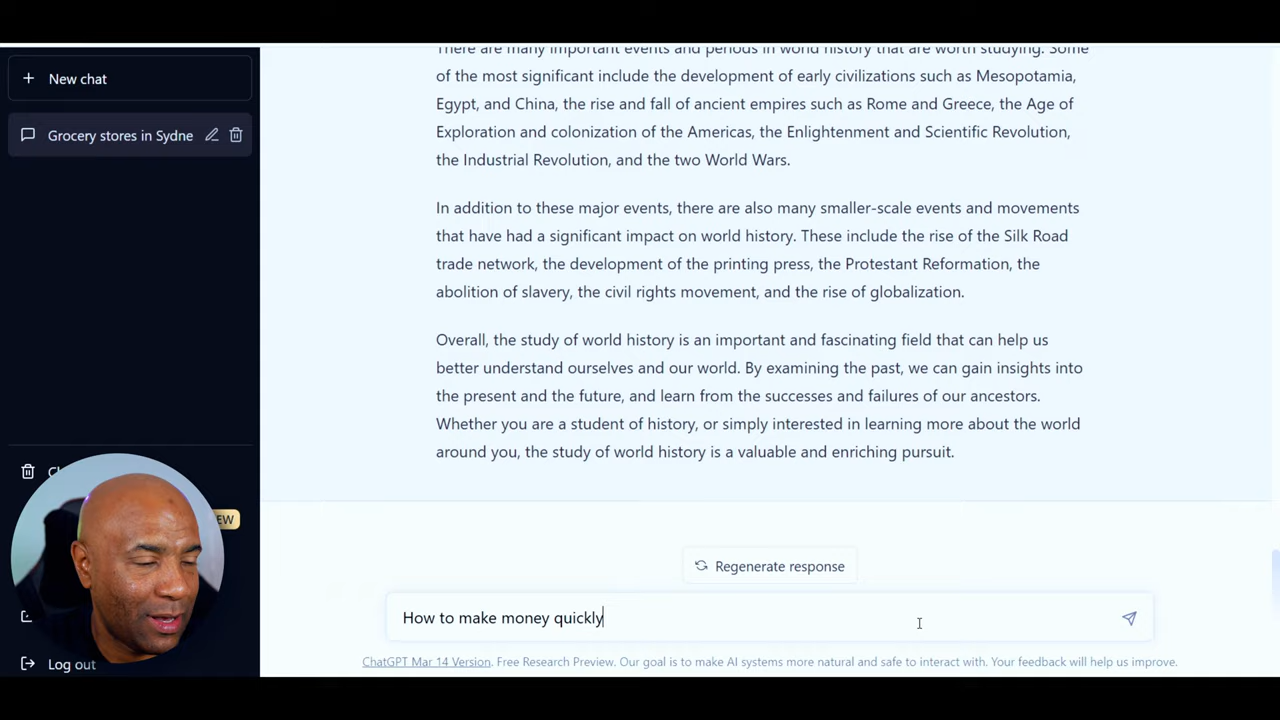 New chat
Grocery stores in Sydne
Log out
There are many important events and periods in world history that are worth studying. Some
of the most significant include the development of early civilizations such as Mesopotamia,
Egypt, and China, the rise and fall of ancient empires such as Rome and Greece, the Age of
Exploration and colonization of the Americas, the Enlightenment and Scientific Revolution,
the Industrial Revolution, and the two World Wars.
In addition to these major events, there are also many smaller-scale events and movements
that have had a significant impact on world history. These include the rise of the Silk Road
trade network, the development of the printing press, the Protestant Reformation, the
abolition of slavery, the civil rights movement, and the rise of globalization.
Overall, the study of world history is an important and fascinating field that can help us
better understand ourselves and our world. By examining the past, we can gain insights into
the present and the future, and learn from the successes and failures of our ancestors.
Whether you are a student of history, or simply interested in learning more about the world
around you, the study of world history is a valuable and enriching pursuit.
Regenerate response
How to make money quickly
ChatGPT Mar 14 Version. Free Research Preview. Our goal is to make AI systems more natural and safe to interact with. Your feedback will help us improve.